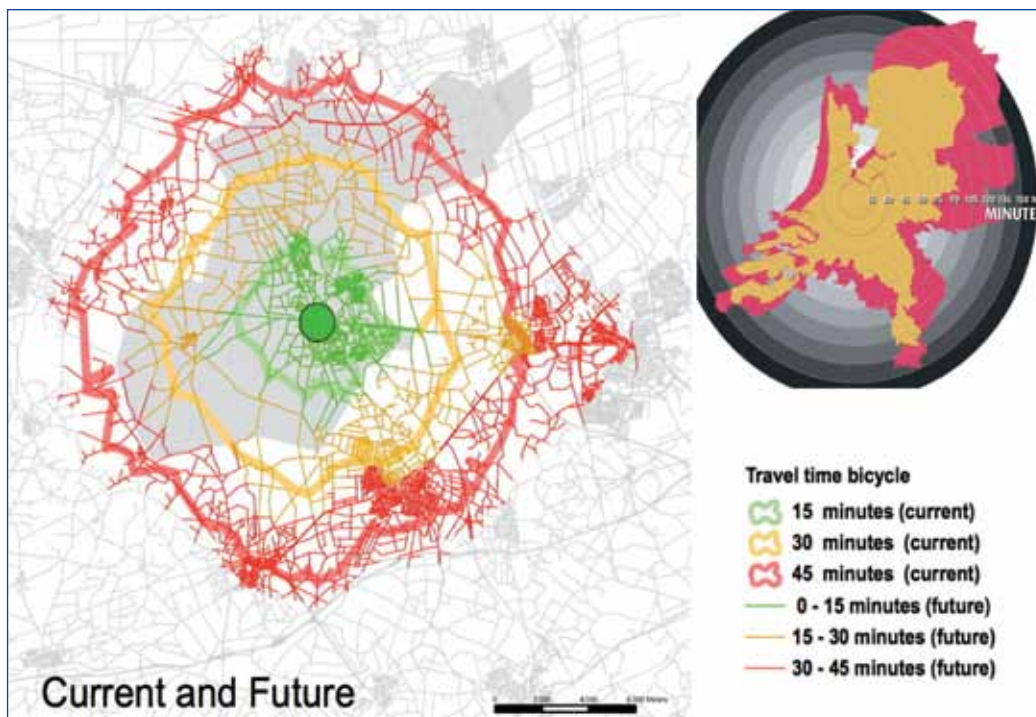 MINUTE
Travel time bicycle
15 minutes (current)
30 minutes (current)
45 minutes (current)
0 - 15 minutes (future)
15 - 30 minutes (future)
30 - 45 minutes (future)
Current and Future